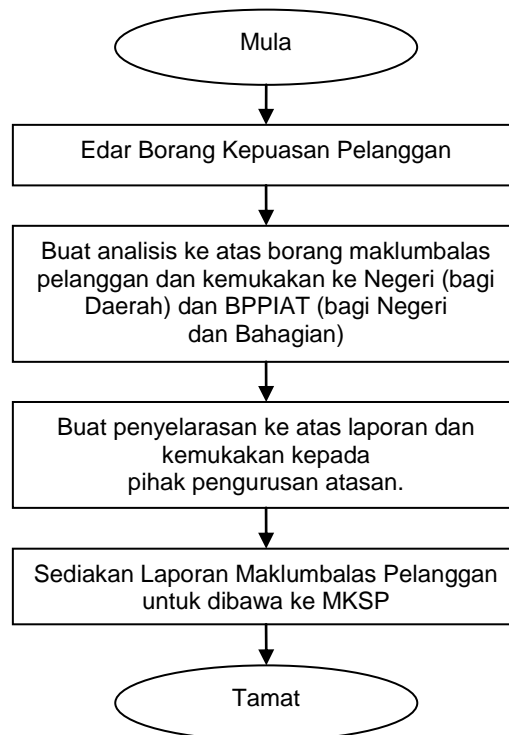 Mula
Edar Borang Kepuasan Pelanggan
Buat analisis ke atas borang maklumbalas
pelanggan dan kemukakan ke Negeri (bagi
Daerah) dan BPPIAT (bagi Negeri
dan Bahagian)
Buat penyelarasan ke atas laporan dan
kemukakan kepada
pihak pengurusan atasan.
Sediakan Laporan Maklumbalas Pelanggan
untuk dibawa ke MKSP
Tamat